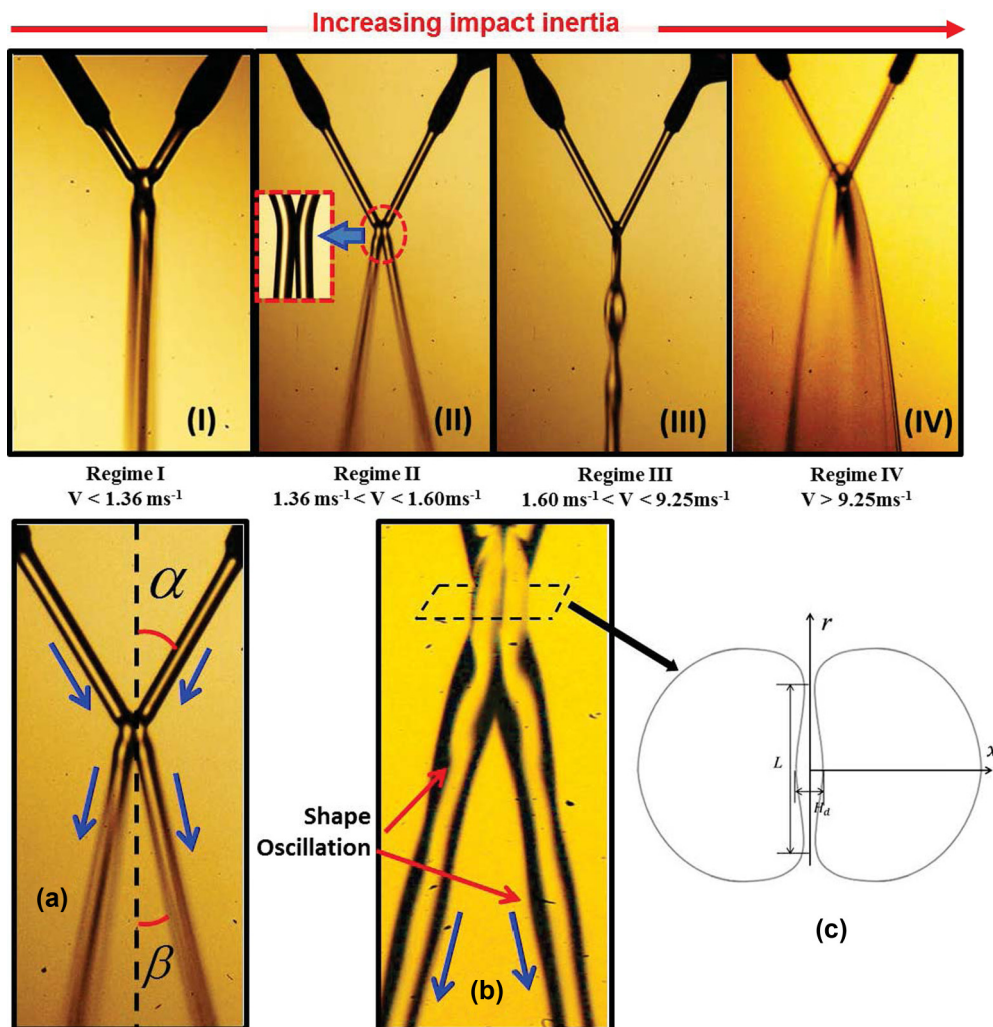 Increasing impact inertia
(I)
(II)
(III)
(IV)
Regime I
V < 1.36 ms⁻¹
Regime II
1.36 ms⁻¹ < V < 1.60ms⁻¹
Regime III
1.60 ms⁻¹ < V < 9.25ms⁻¹
Regime IV
V > 9.25ms⁻¹
α
β
(a)
Shape
Oscillation
(b)
r
x
L
H_d
(c)